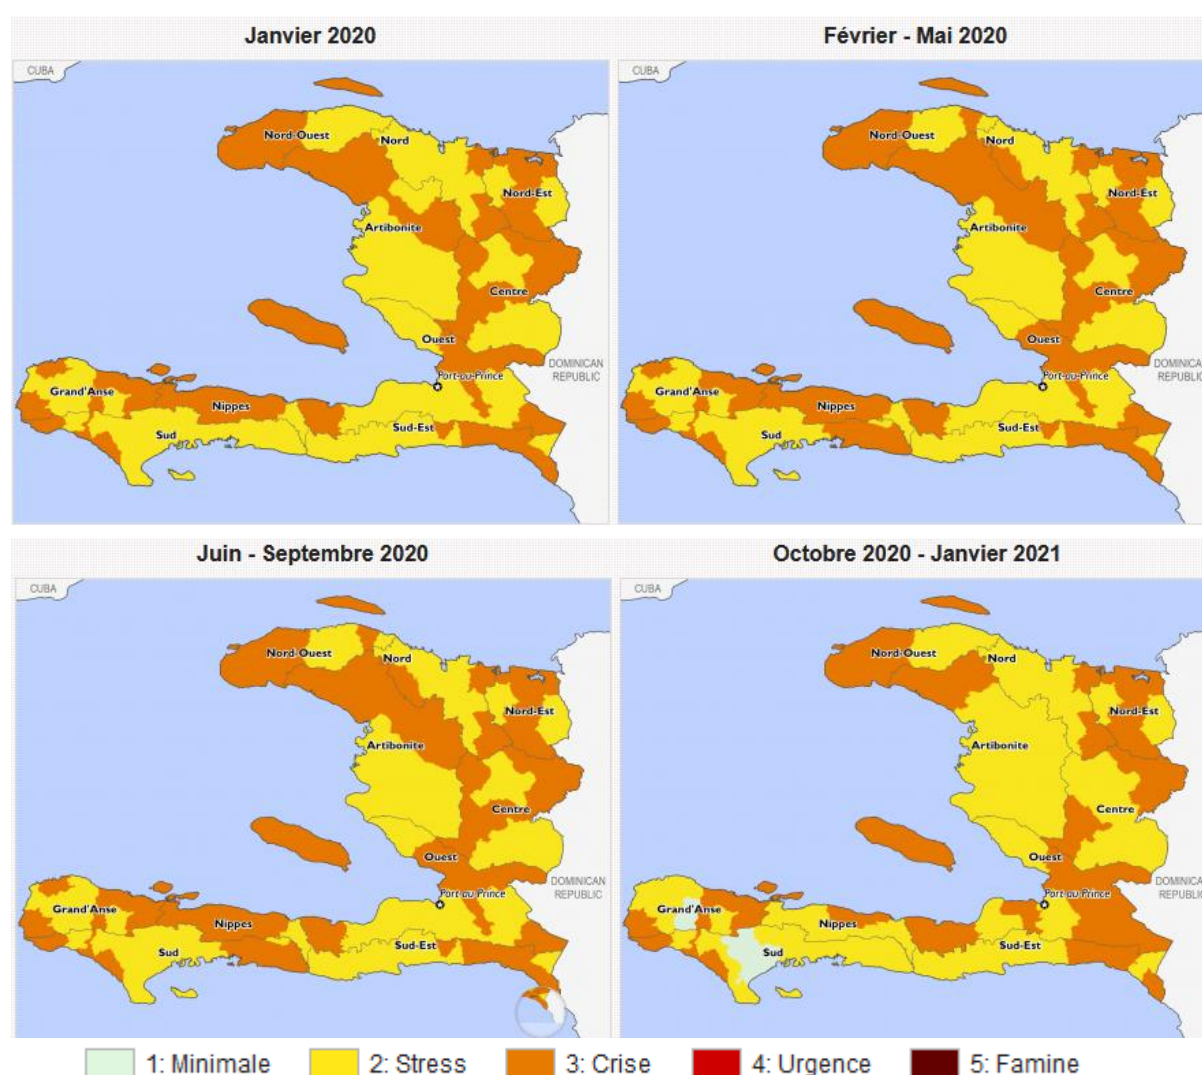 Janvier 2020
CUBA
Nord-Ouest
Nord
Nord-Est
Artibonite
Centre
Ouest
DOMINICAN
REPUBLIC
Port-au-Prince
Grand'Anse
Nippes
Sud
Sud-Est
Février - Mai 2020
CUBA
Nord-Ouest
Nord
Nord-Est
Artibonite
Centre
Ouest
DOMINICA
REPUBLI
Port-au-Prince
Grand'Anse
Nippes
Sud
Sud-Est
Juin - Septembre 2020
CUBA
Nord-Ouest
Nord
Nord-Est
Artibonite
Centre
Ouest
DOMINICAN
REPUBLIC
Port-au-Prince
Grand'Anse
Nippes
Sud
Sud-Est
Octobre 2020 - Janvier 2021
CUBA
Nord-Ouest
Nord
Nord-Est
Artibonite
Centre
Ouest
DOMINICA
REPUBLI
Port-au-Prince
Grand'Anse
Nippes
Sud
Sud-Est
1: Minimale 2: Stress 3: Crise 4: Urgence 5: Famine